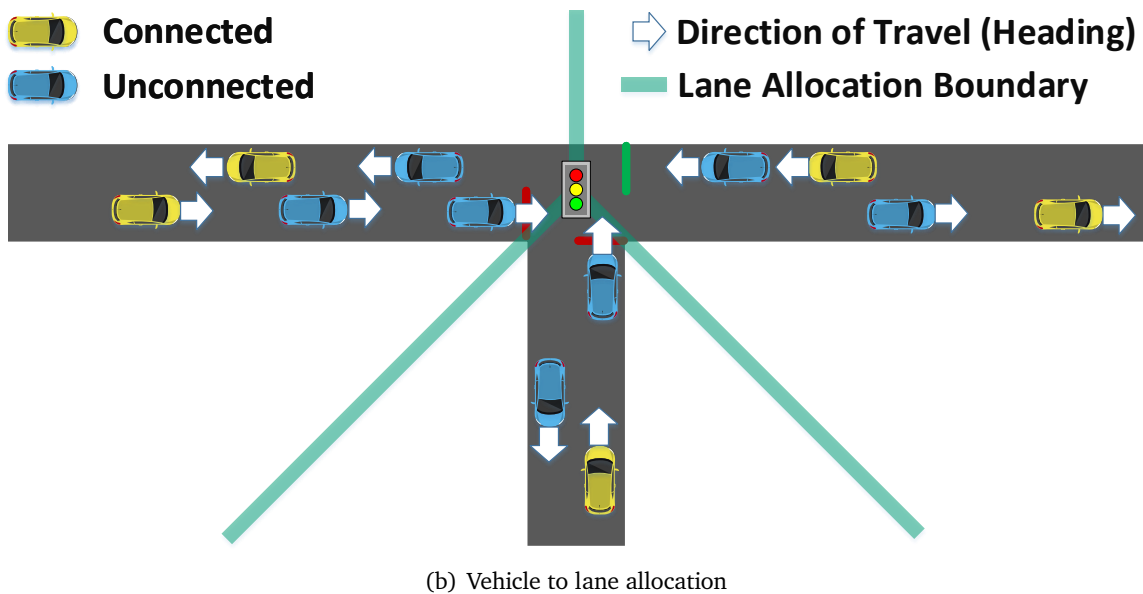 Connected
Direction of Travel (Heading)
Unconnected
Lane Allocation Boundary
(b) Vehicle to lane allocation